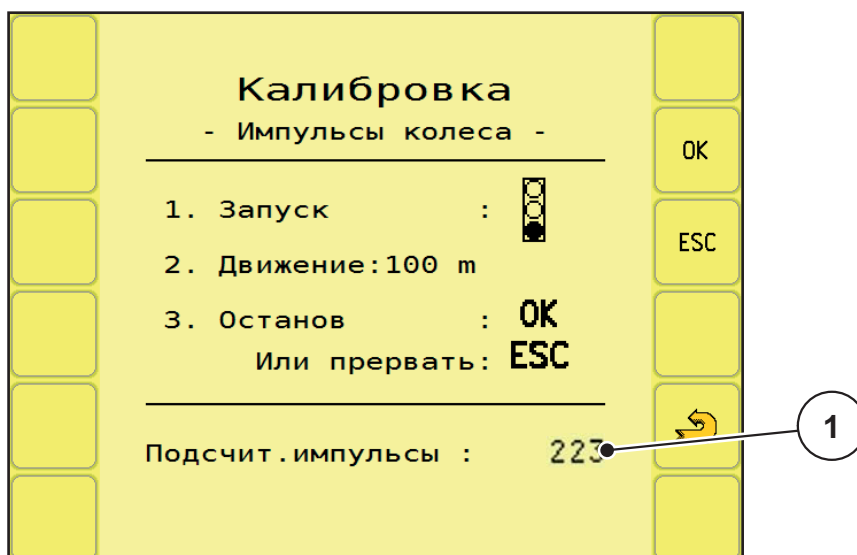 Калибровка
- Импульсы колеса -
OK
1. Запуск :
ESC
2. Движение:100 m
3. Останов : OK
Или прервать: ESC
Подсчит.импульсы : 223
1